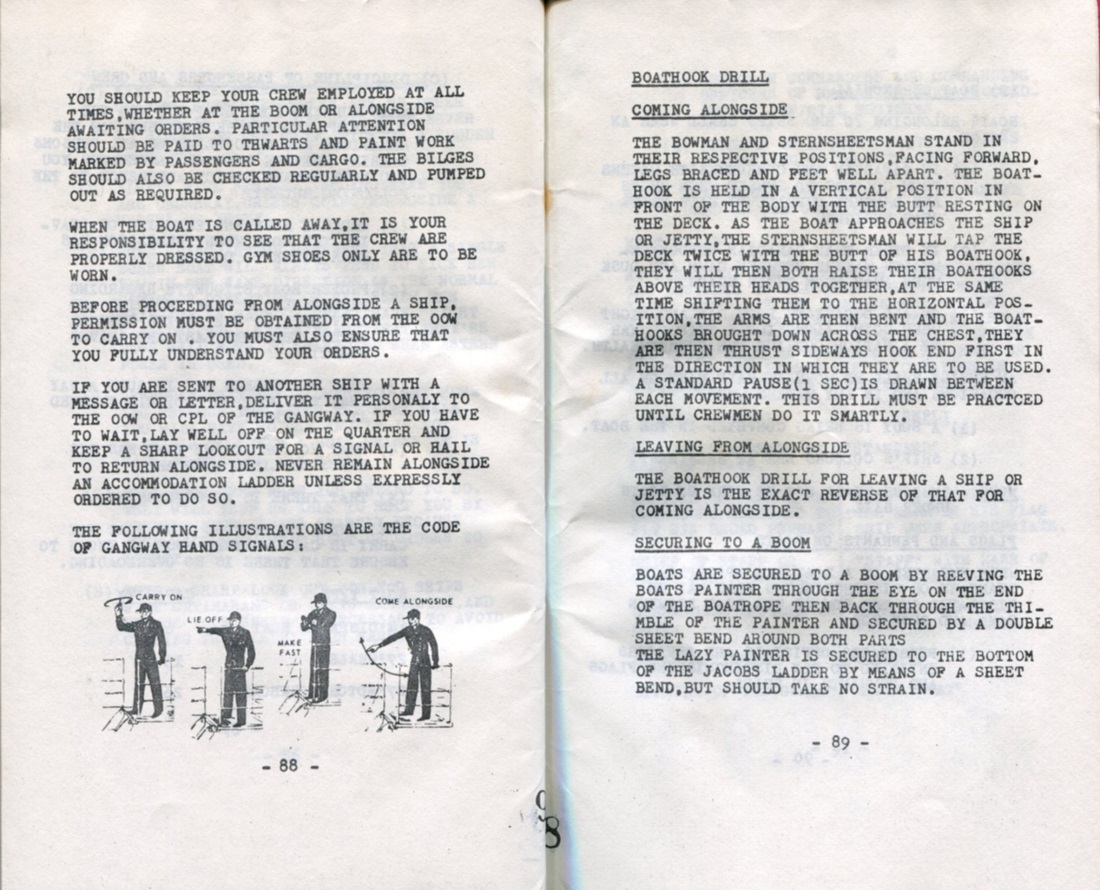 YOU SHOULD KEEP YOUR CREW EMPLOYED AT ALL
TIMES,WHETHER AT THE BOOM OR ALONGSIDE
AWAITING ORDERS. PARTICULAR ATTENTION
SHOULD BE PAID TO THWARTS AND PAINT WORK
MARKED BY PASSENGERS AND CARGO. THE BILGES
SHOULD ALSO BE CHECKED REGULARLY AND PUMPED
OUT AS REQUIRED.
WHEN THE BOAT IS CALLED AWAY,IT IS YOUR
RESPONSIBILITY TO SEE THAT THE CREW ARE
PROPERLY DRESSED. GYM SHOES ONLY ARE TO BE
WORN.
BEFORE PROCEEDING FROM ALONGSIDE A SHIP,
PERMISSION MUST BE OBTAINED FROM THE OOW
TO CARRY ON . YOU MUST ALSO ENSURE THAT
YOU FULLY UNDERSTAND YOUR ORDERS.
IF YOU ARE SENT TO ANOTHER SHIP WITH A
MESSAGE OR LETTER,DELIVER IT PERSONALY TO
THE OOW OR CPL OF THE GANGWAY. IF YOU HAVE
TO WAIT,LAY WELL OFF ON THE QUARTER AND
KEEP A SHARP LOOKOUT FOR A SIGNAL OR HAIL
TO RETURN ALONGSIDE. NEVER REMAIN ALONGSIDE
AN ACCOMMODATION LADDER UNLESS EXPRESSLY
ORDERED TO DO SO.
THE FOLLOWING ILLUSTRATIONS ARE THE CODE
OF GANGWAY HAND SIGNALS:
CARRY ON
LIE OFF
MAKE
FAST
COME ALONGSIDE
- 88 -
BOATHOOK DRILL
COMING ALONGSIDE
THE BOWMAN AND STERNSHEETSMAN STAND IN
THEIR RESPECTIVE POSITIONS,FACING FORWARD,
LEGS BRACED AND FEET WELL APART. THE BOAT-
HOOK IS HELD IN A VERTICAL POSITION IN
FRONT OF THE BODY WITH THE BUTT RESTING ON
THE DECK. AS THE BOAT APPROACHES THE SHIP
OR JETTY,THE STERNSHEETSMAN WILL TAP THE
DECK TWICE WITH THE BUTT OF HIS BOATHOOK,
THEY WILL THEN BOTH RAISE THEIR BOATHOOKS
ABOVE THEIR HEADS TOGETHER,AT THE SAME
TIME SHIFTING THEM TO THE HORIZONTAL POS-
ITION,THE ARMS ARE THEN BENT AND THE BOAT-
HOOKS BROUGHT DOWN ACROSS THE CHEST,THEY
ARE THEN THRUST SIDEWAYS HOOK END FIRST IN
THE DIRECTION IN WHICH THEY ARE TO BE USED.
A STANDARD PAUSE(1 SEC)IS DRAWN BETWEEN
EACH MOVEMENT. THIS DRILL MUST BE PRACTCED
UNTIL CREWMEN DO IT SMARTLY.
LEAVING FROM ALONGSIDE
THE BOATHOOK DRILL FOR LEAVING A SHIP OR
JETTY IS THE EXACT REVERSE OF THAT FOR
COMING ALONGSIDE.
SECURING TO A BOOM
BOATS ARE SECURED TO A BOOM BY REEVING THE
BOATS PAINTER THROUGH THE EYE ON THE END
OF THE BOATROPE THEN BACK THROUGH THE THI-
MBLE OF THE PAINTER AND SECURED BY A DOUBLE
SHEET BEND AROUND BOTH PARTS
THE LAZY PAINTER IS SECURED TO THE BOTTOM
OF THE JACOBS LADDER BY MEANS OF A SHEET
BEND,BUT SHOULD TAKE NO STRAIN.
- 89 -
98